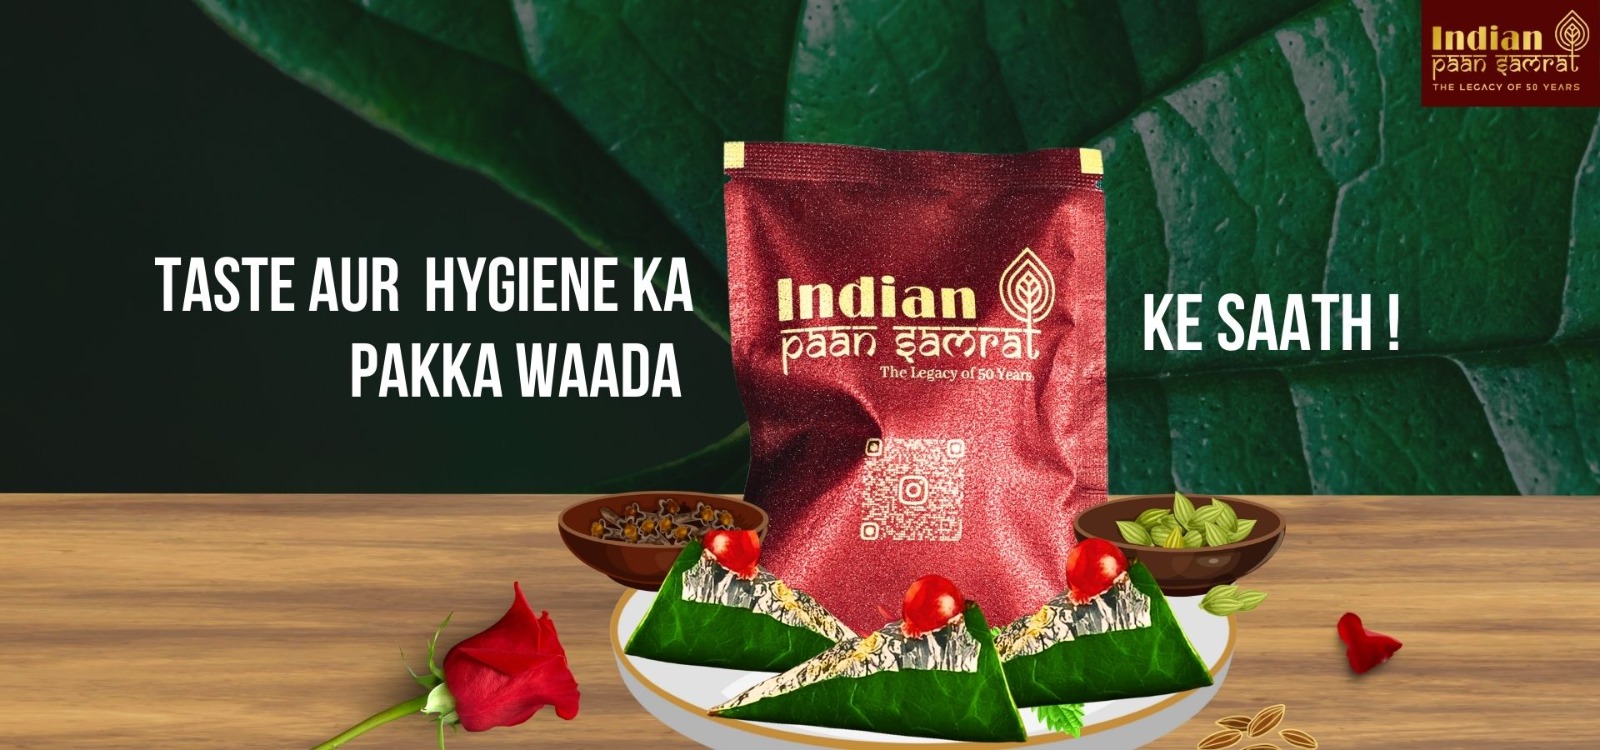 Indian
paan samrat
THE LEGACY OF 50 YEARS
TASTE AUR HYGIENE KA
PAKKA WAADA
Indian
paan samrat
The Legacy of 50 Years
KE SAATH !